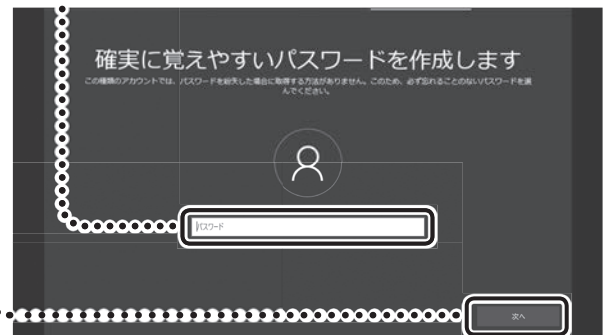 確実に覚えやすいパスワードを作成します
この種類のアカウントでは、パスワードを紛失した場合に取得する方法がありません。このため、必ず忘れることのないパスワードを選
んでください。
パスワード
次へ